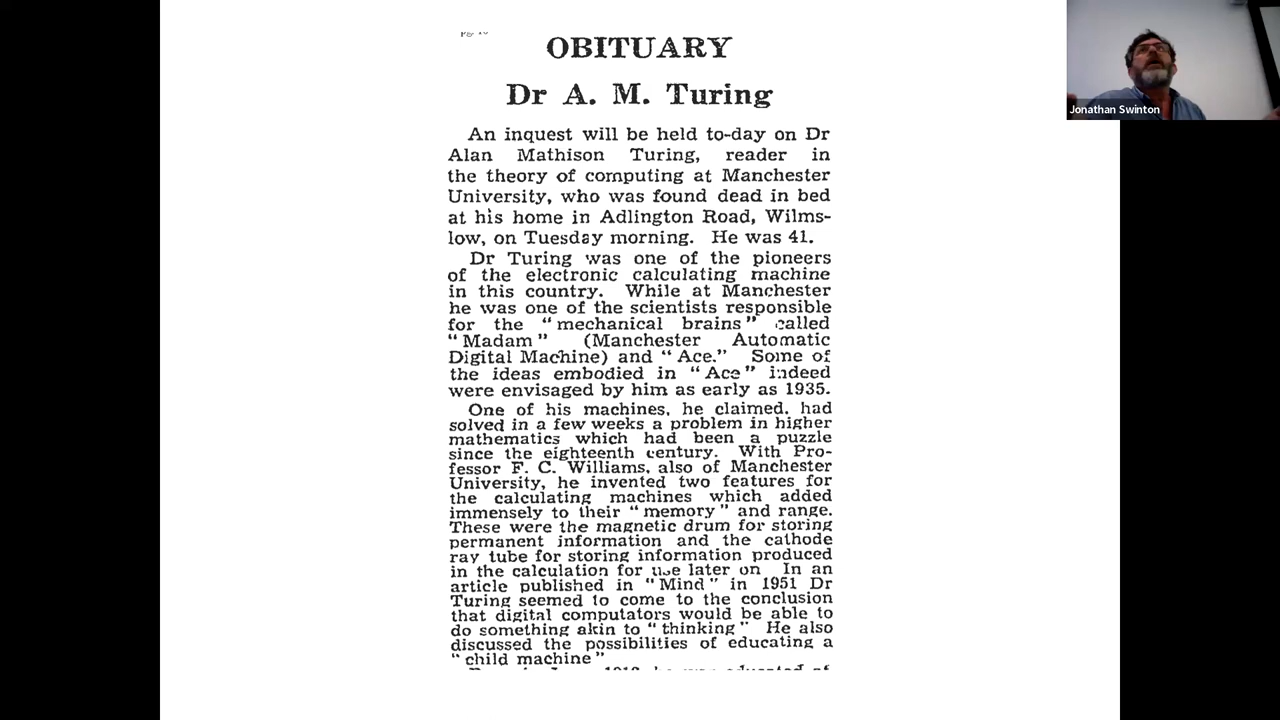 OBITUARY
Dr A. M. Turing
An inquest will be held to-day on Dr
Alan Mathison Turing, reader in
the theory of computing at Manchester
University, who was found dead in bed
at his home in Adlington Road, Wilms-
low, on Tuesday morning. He was 41.
Dr Turing was one of the pioneers
of the electronic calculating machine
in this country. While at Manchester
he was one of the scientists responsible
for the "mechanical brains" called
"Madam" (Manchester Automatic
Digital Machine) and "Ace." Some of
the ideas embodied in "Ace" indeed
were envisaged by him as early as 1935.
One of his machines, he claimed, had
solved in a few weeks a problem in higher
mathematics which had been a puzzle
since the eighteenth century. With Pro-
fessor F. C. Williams, also of Manchester
University, he invented two features for
the calculating machines which added
immensely to their "memory" and range.
These were the magnetic drum for storing
permanent information and the cathode
ray tube for storing information produced
in the calculation for use later on In an
article published in "Mind" in 1951 Dr
Turing seemed to come to the conclusion
that digital computators would be able to
do something akin to "thinking" He also
discussed the possibilities of educating a
"child machine"
Jonathan Swinton